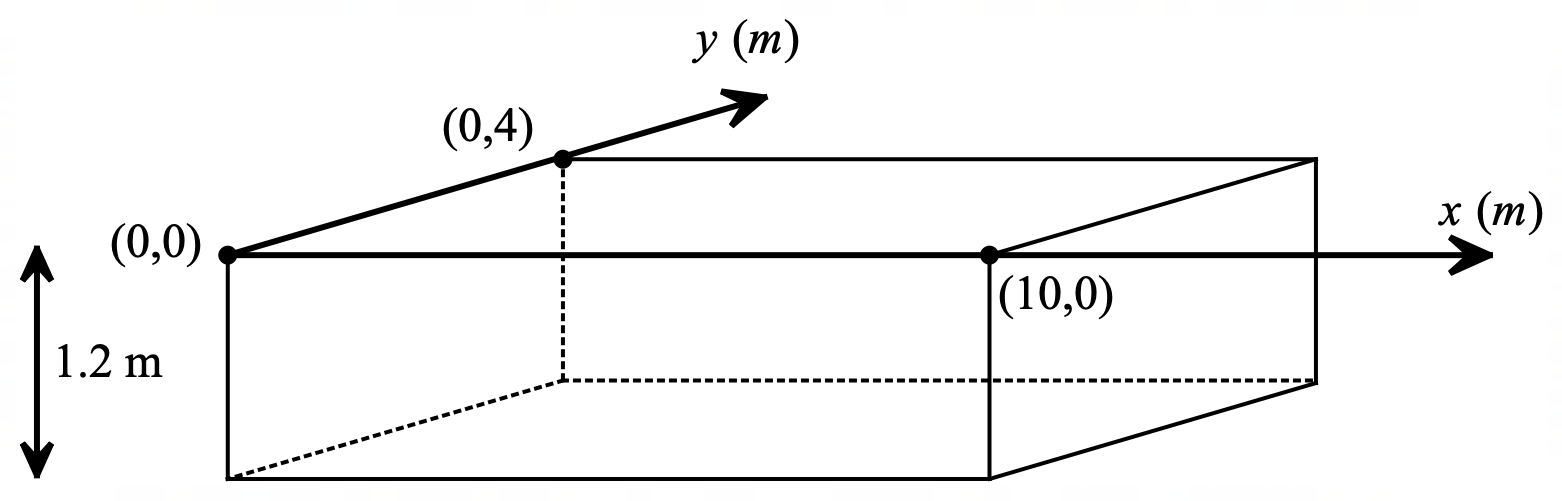 y (m)
(0,4)
(0,0)
x (m)
(10,0)
1.2 m